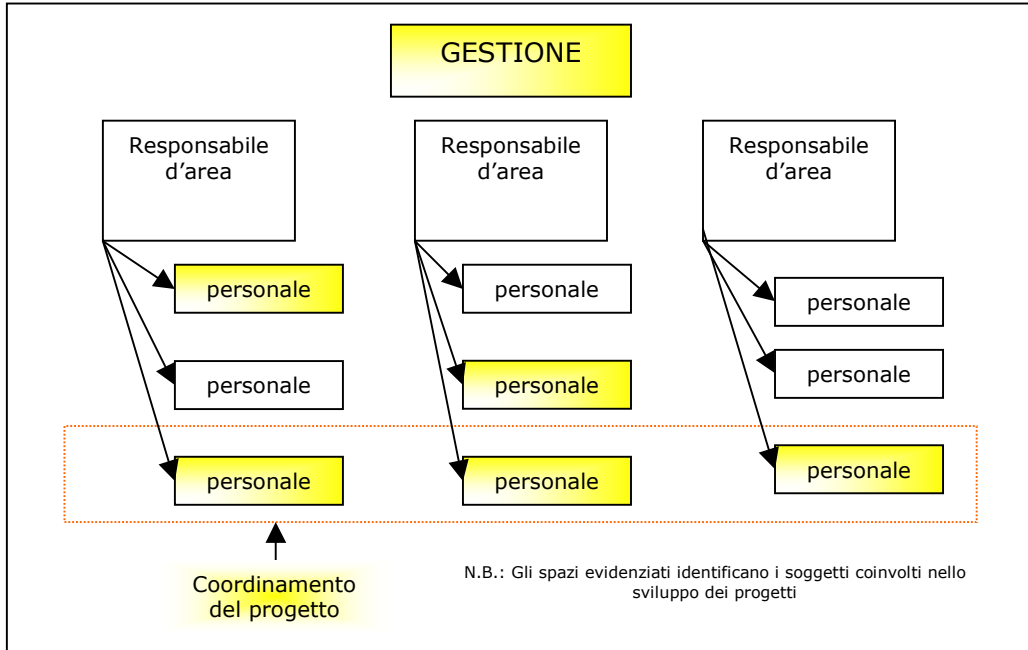 GESTIONE
Responsabile
d’area
Responsabile
d’area
Responsabile
d’area
personale
personale
personale
personale
personale
personale
personale
personale
personale
Coordinamento
del progetto
N.B.: Gli spazi evidenziati identificano i soggetti coinvolti nello
sviluppo dei progetti